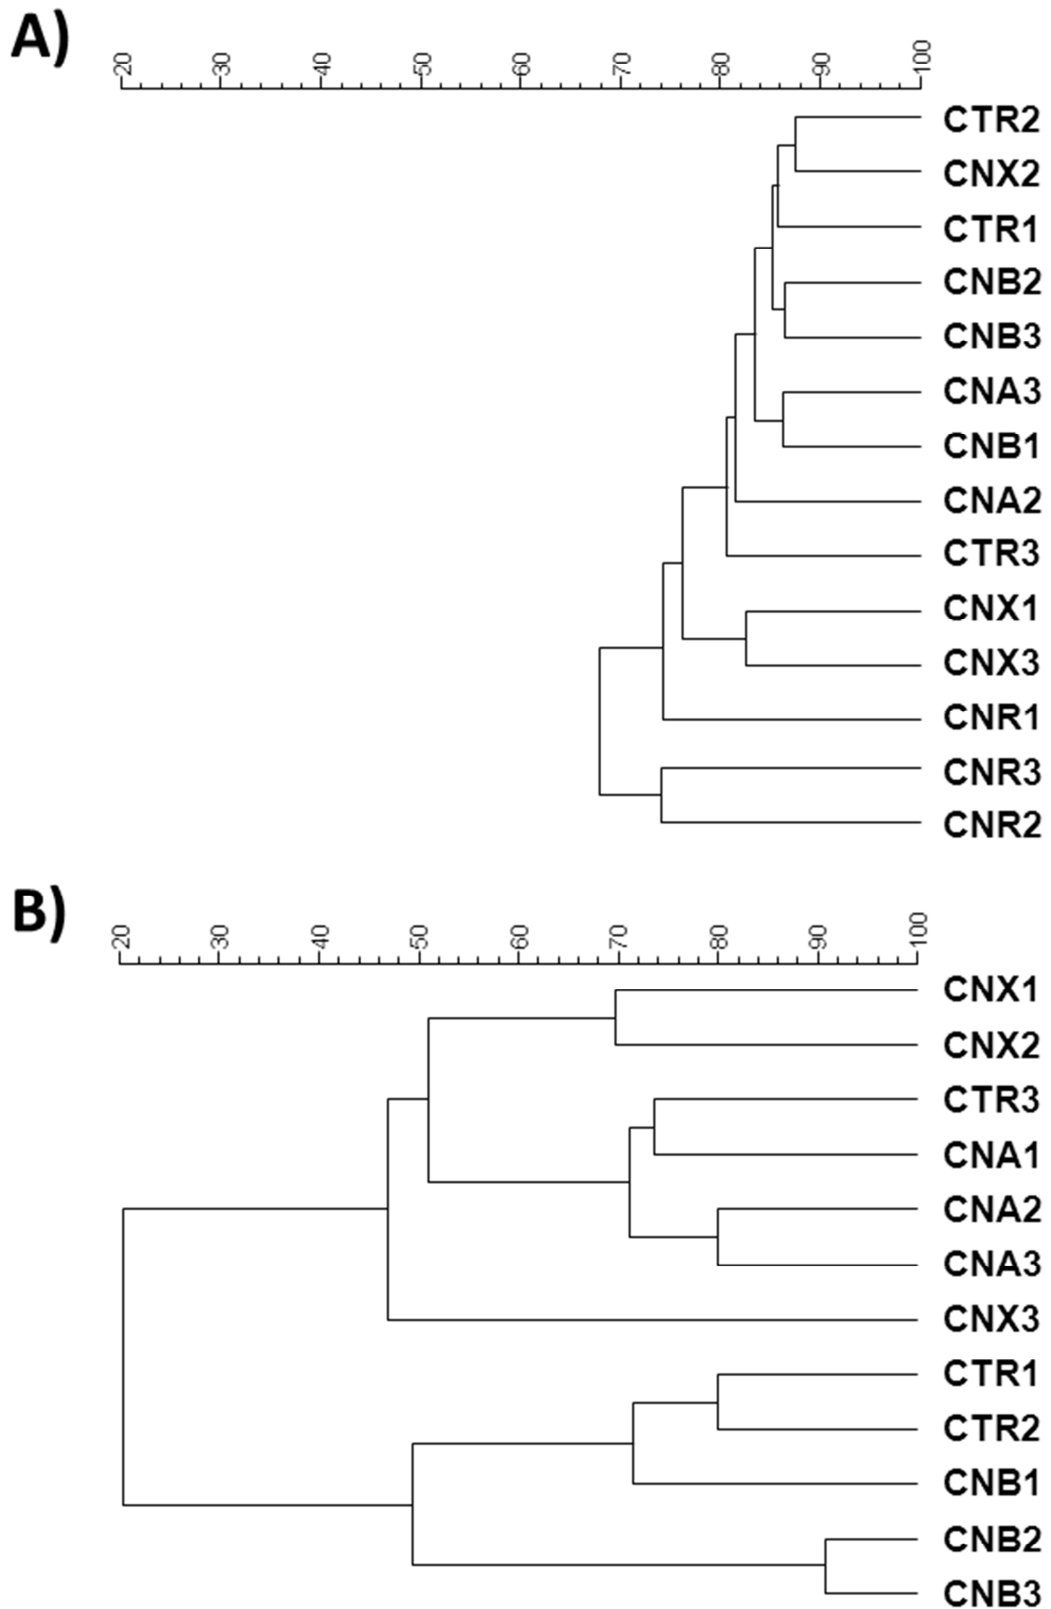 A)
20 30 40 50 60 70 80 90 100
CTR2
CNX2
CTR1
CNB2
CNB3
CNA3
CNB1
CNA2
CTR3
CNX1
CNX3
CNR1
CNR3
CNR2
B)
20 30 40 50 60 70 80 90 100
CNX1
CNX2
CTR3
CNA1
CNA2
CNA3
CNX3
CTR1
CTR2
CNB1
CNB2
CNB3